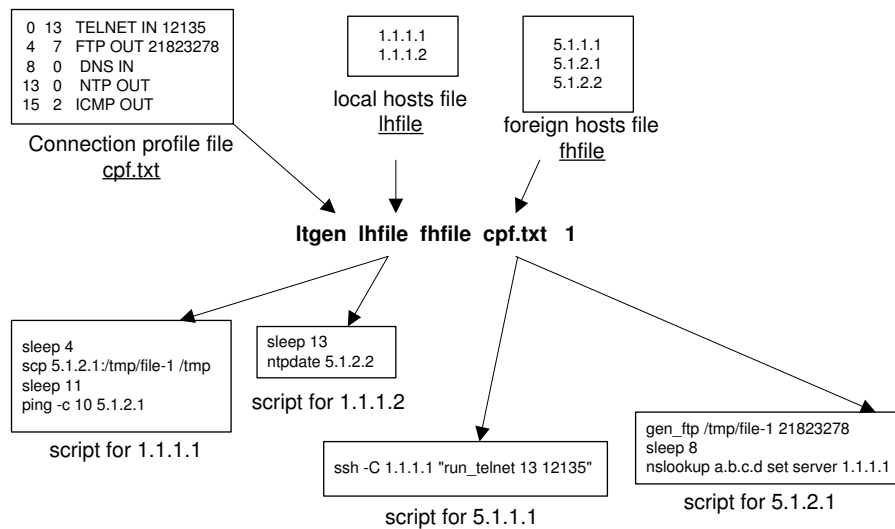 0 13 TELNET IN 12135
4 7 FTP OUT 21823278
8 0 DNS IN
13 0 NTP OUT
15 2 ICMP OUT
Connection profile file
cpf.txt
1.1.1.1
1.1.1.2
local hosts file
lhfile
5.1.1.1
5.1.2.1
5.1.2.2
foreign hosts file
fhfile
ltgen lhfile fhfile cpf.txt 1
sleep 4
scp 5.1.2.1:/tmp/file-1 /tmp
sleep 11
ping -c 10 5.1.2.1
script for 1.1.1.1
sleep 13
ntpdate 5.1.2.2
script for 1.1.1.2
ssh -C 1.1.1.1 "run_telnet 13 12135"
script for 5.1.1.1
gen_ftp /tmp/file-1 21823278
sleep 8
nslookup a.b.c.d set server 1.1.1.1
script for 5.1.2.1